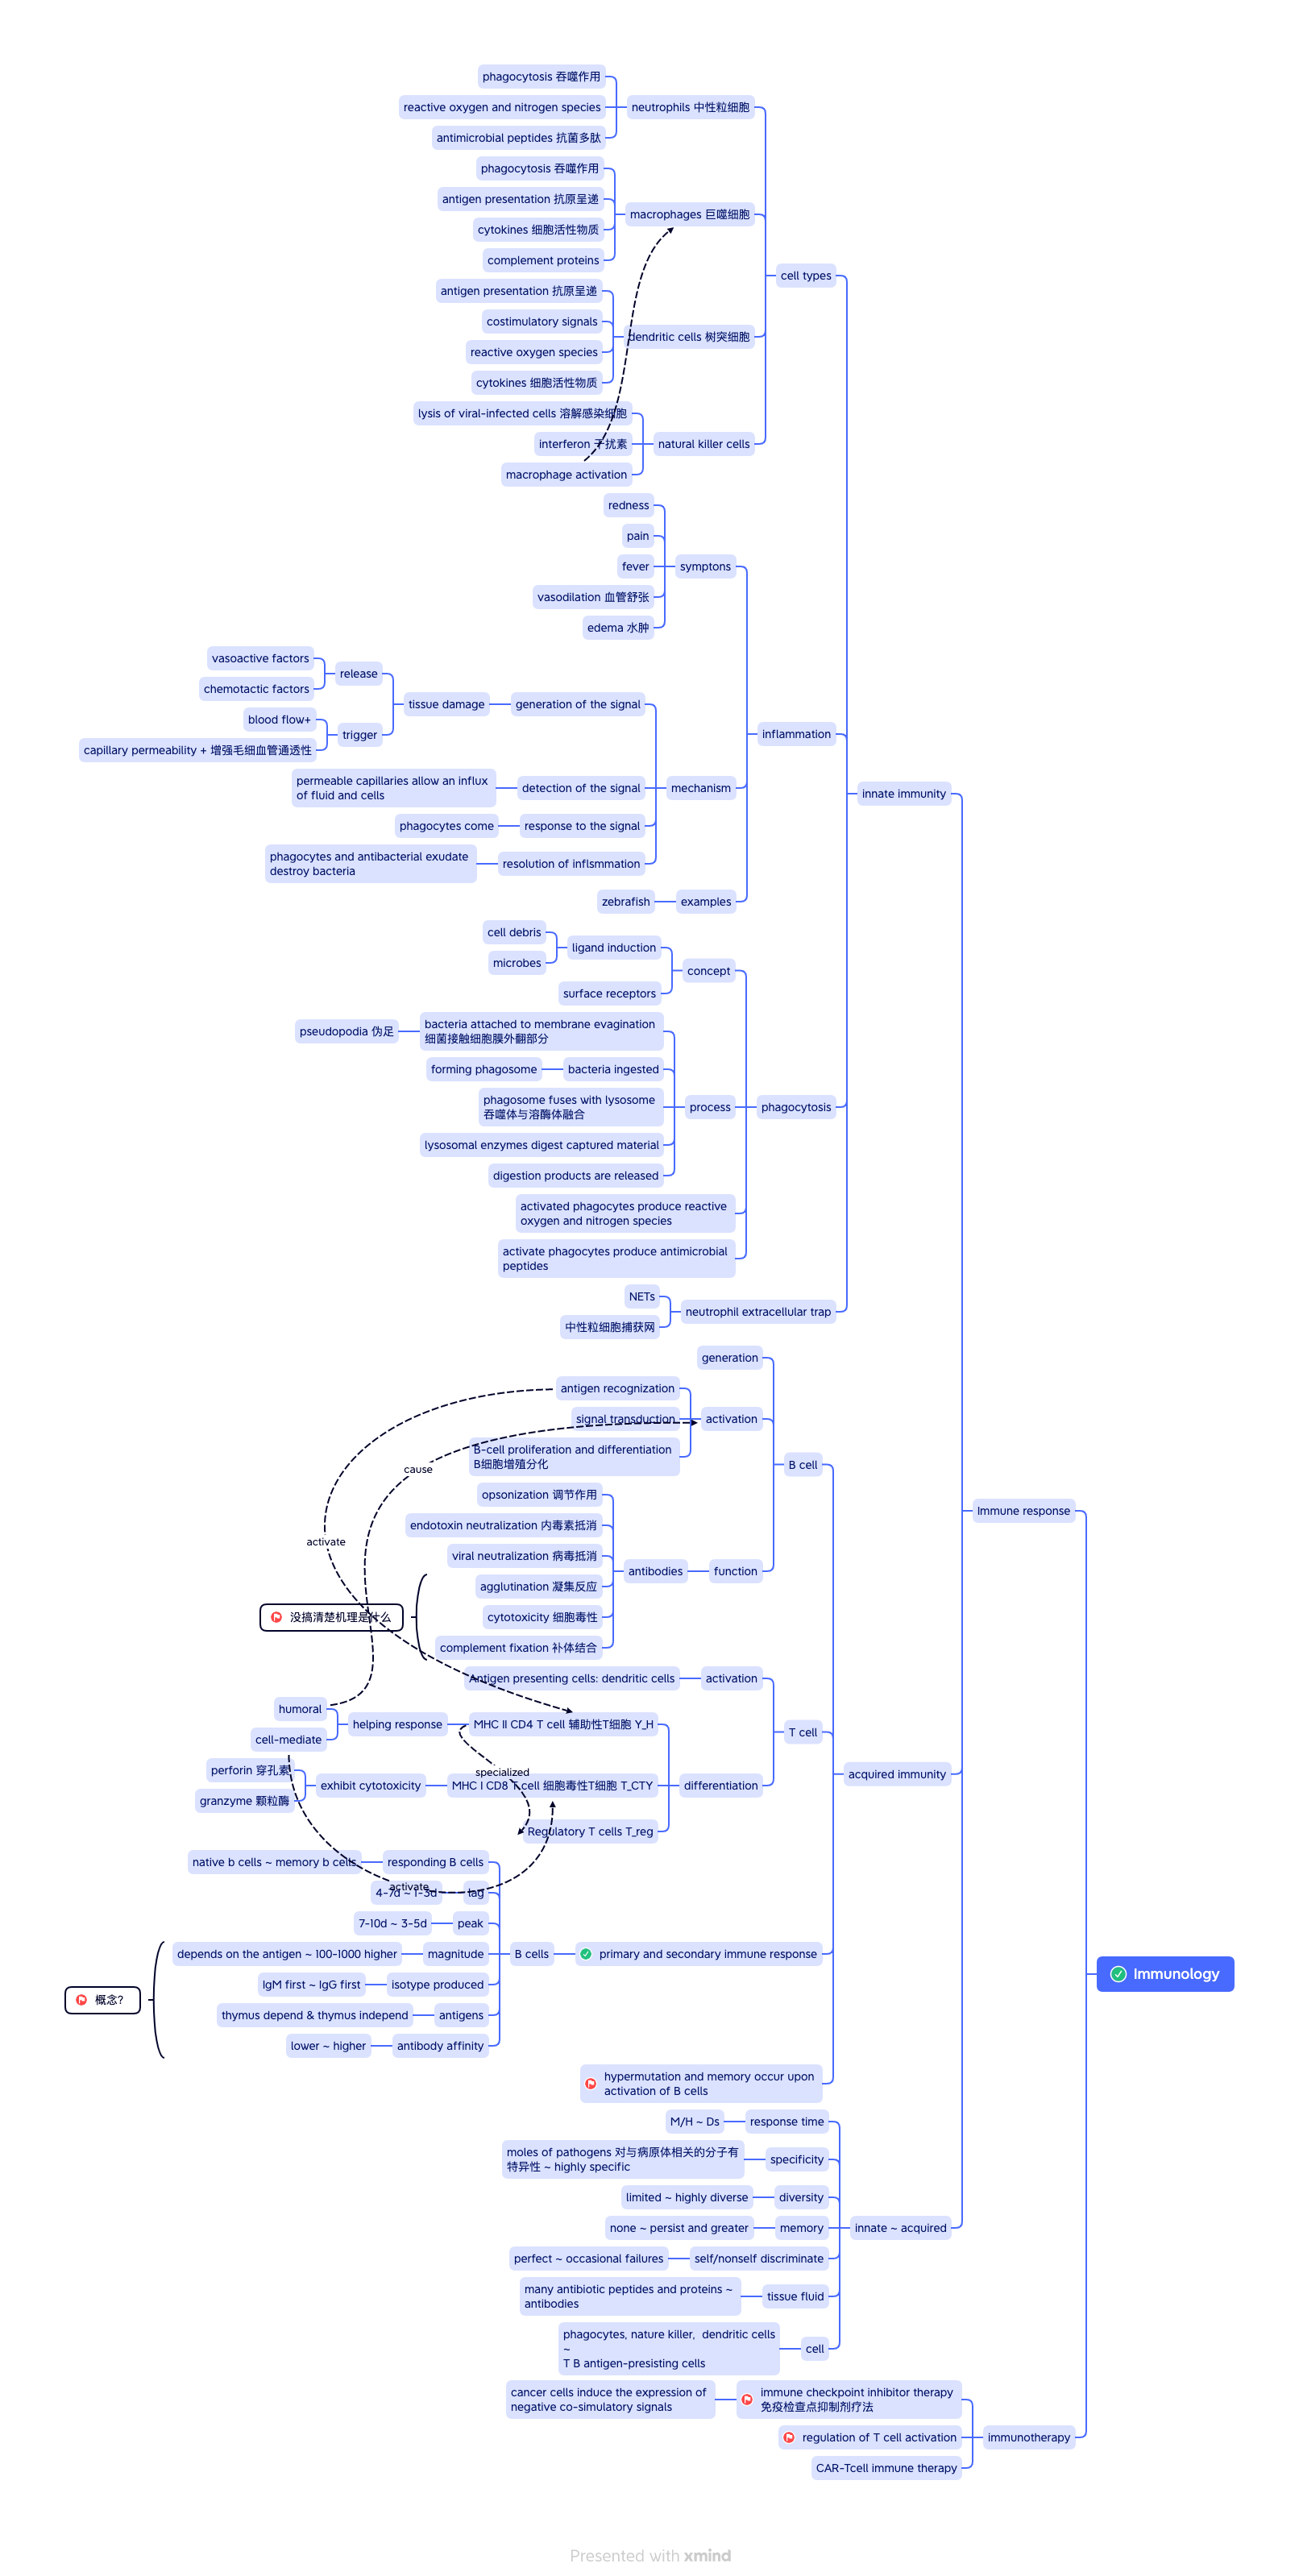 phagocytosis 吞噬作用
reactive oxygen and nitrogen species
neutrophils 中性粒细胞
antimicrobial peptides 抗菌多肽
phagocytosis 吞噬作用
antigen presentation 抗原呈递
macrophages 巨噬细胞
cytokines 细胞活性物质
complement proteins
cell types
antigen presentation 抗原呈递
costimulatory signals
dendritic cells 树突细胞
reactive oxygen species
cytokines 细胞活性物质
lysis of viral-infected cells 溶解感染细胞
interferon 干扰素
natural killer cells
macrophage activation
redness
pain
fever
symptons
vasodilation 血管舒张
edema 水肿
vasoactive factors
release
chemotactic factors
tissue damage
generation of the signal
blood flow+
trigger
capillary permeability + 增强毛细血管通透性
inflammation
permeable capillaries allow an influx
of fluid and cells
detection of the signal
mechanism
innate immunity
phagocytes come
response to the signal
phagocytes and antibacterial exudate
destroy bacteria
resolution of inflsmmation
zebrafish
examples
cell debris
ligand induction
microbes
concept
surface receptors
pseudopodia 伪足
bacteria attached to membrane evagination
细菌接触细胞膜外翻部分
forming phagosome
bacteria ingested
phagosome fuses with lysosome
吞噬体与溶酶体融合
process
phagocytosis
lysosomal enzymes digest captured material
digestion products are released
activated phagocytes produce reactive
oxygen and nitrogen species
activate phagocytes produce antimicrobial
peptides
NETs
neutrophil extracellular trap
中性粒细胞捕获网
generation
antigen recognization
signal transduction
activation
B-cell proliferation and differentiation
B细胞增殖分化
cause
B cell
opsonization 调节作用
Immune response
endotoxin neutralization 内毒素抵消
activate
viral neutralization 病毒抵消
antibodies
function
agglutination 凝集反应
没搞清楚机理是什么
cytotoxicity 细胞毒性
complement fixation 补体结合
Antigen presenting cells: dendritic cells
activation
humoral
helping response
MHC II CD4 T cell 辅助性T细胞 Y_H
T cell
cell-mediate
perforin 穿孔素
specialized
acquired immunity
exhibit cytotoxicity
MHC I CD8 T cell 细胞毒性T细胞 T_CTY
differentiation
granzyme 颗粒酶
Regulatory T cells T_reg
native b cells ~ memory b cells
responding B cells
activate
4-7d ~ 1-3d
lag
7-10d ~ 3-5d
peak
depends on the antigen ~ 100-1000 higher
magnitude
B cells
primary and secondary immune response
Immunology
IgM first ~ IgG first
isotype produced
概念?
thymus depend & thymus independ
antigens
lower ~ higher
antibody affinity
hypermutation and memory occur upon
activation of B cells
M/H ~ Ds
response time
moles of pathogens 对与病原体相关的分子有
特异性 ~ highly specific
specificity
limited ~ highly diverse
diversity
none ~ persist and greater
memory
innate ~ acquired
perfect ~ occasional failures
self/nonself discriminate
many antibiotic peptides and proteins ~
antibodies
tissue fluid
phagocytes, nature killer,  dendritic cells
~
T B antigen-presisting cells
cell
cancer cells induce the expression of
negative co-simulatory signals
immune checkpoint inhibitor therapy
免疫检查点抑制剂疗法
regulation of T cell activation
immunotherapy
CAR-Tcell immune therapy
Presented with xmind